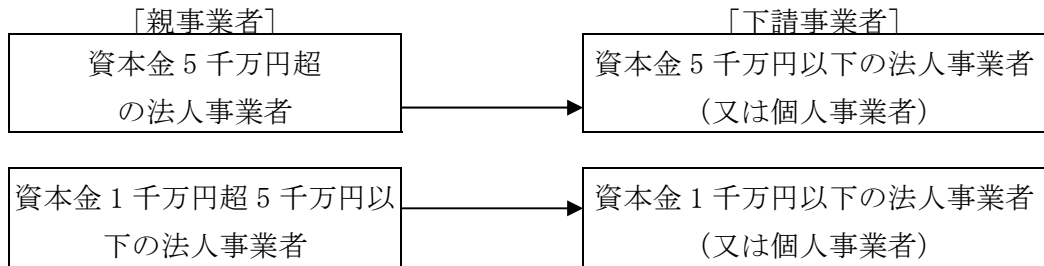 ［親事業者］
［下請事業者］
資本金５千万円超
の法人事業者
資本金５千万円以下の法人事業者
（又は個人事業者）
資本金１千万円超５千万円以
下の法人事業者
資本金１千万円以下の法人事業者
（又は個人事業者）